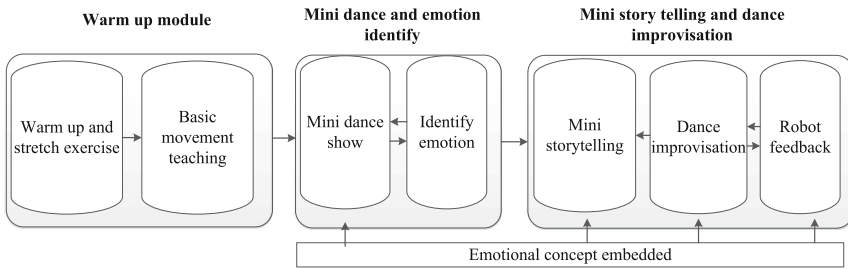 Warm up module
Mini dance and emotion
identify
Mini story telling and dance
improvisation
Warm up and
stretch exercise
Basic
movement
teaching
Mini dance
show
Identify
emotion
Mini
storytelling
Dance
improvisation
Robot
feedback
Emotional concept embedded